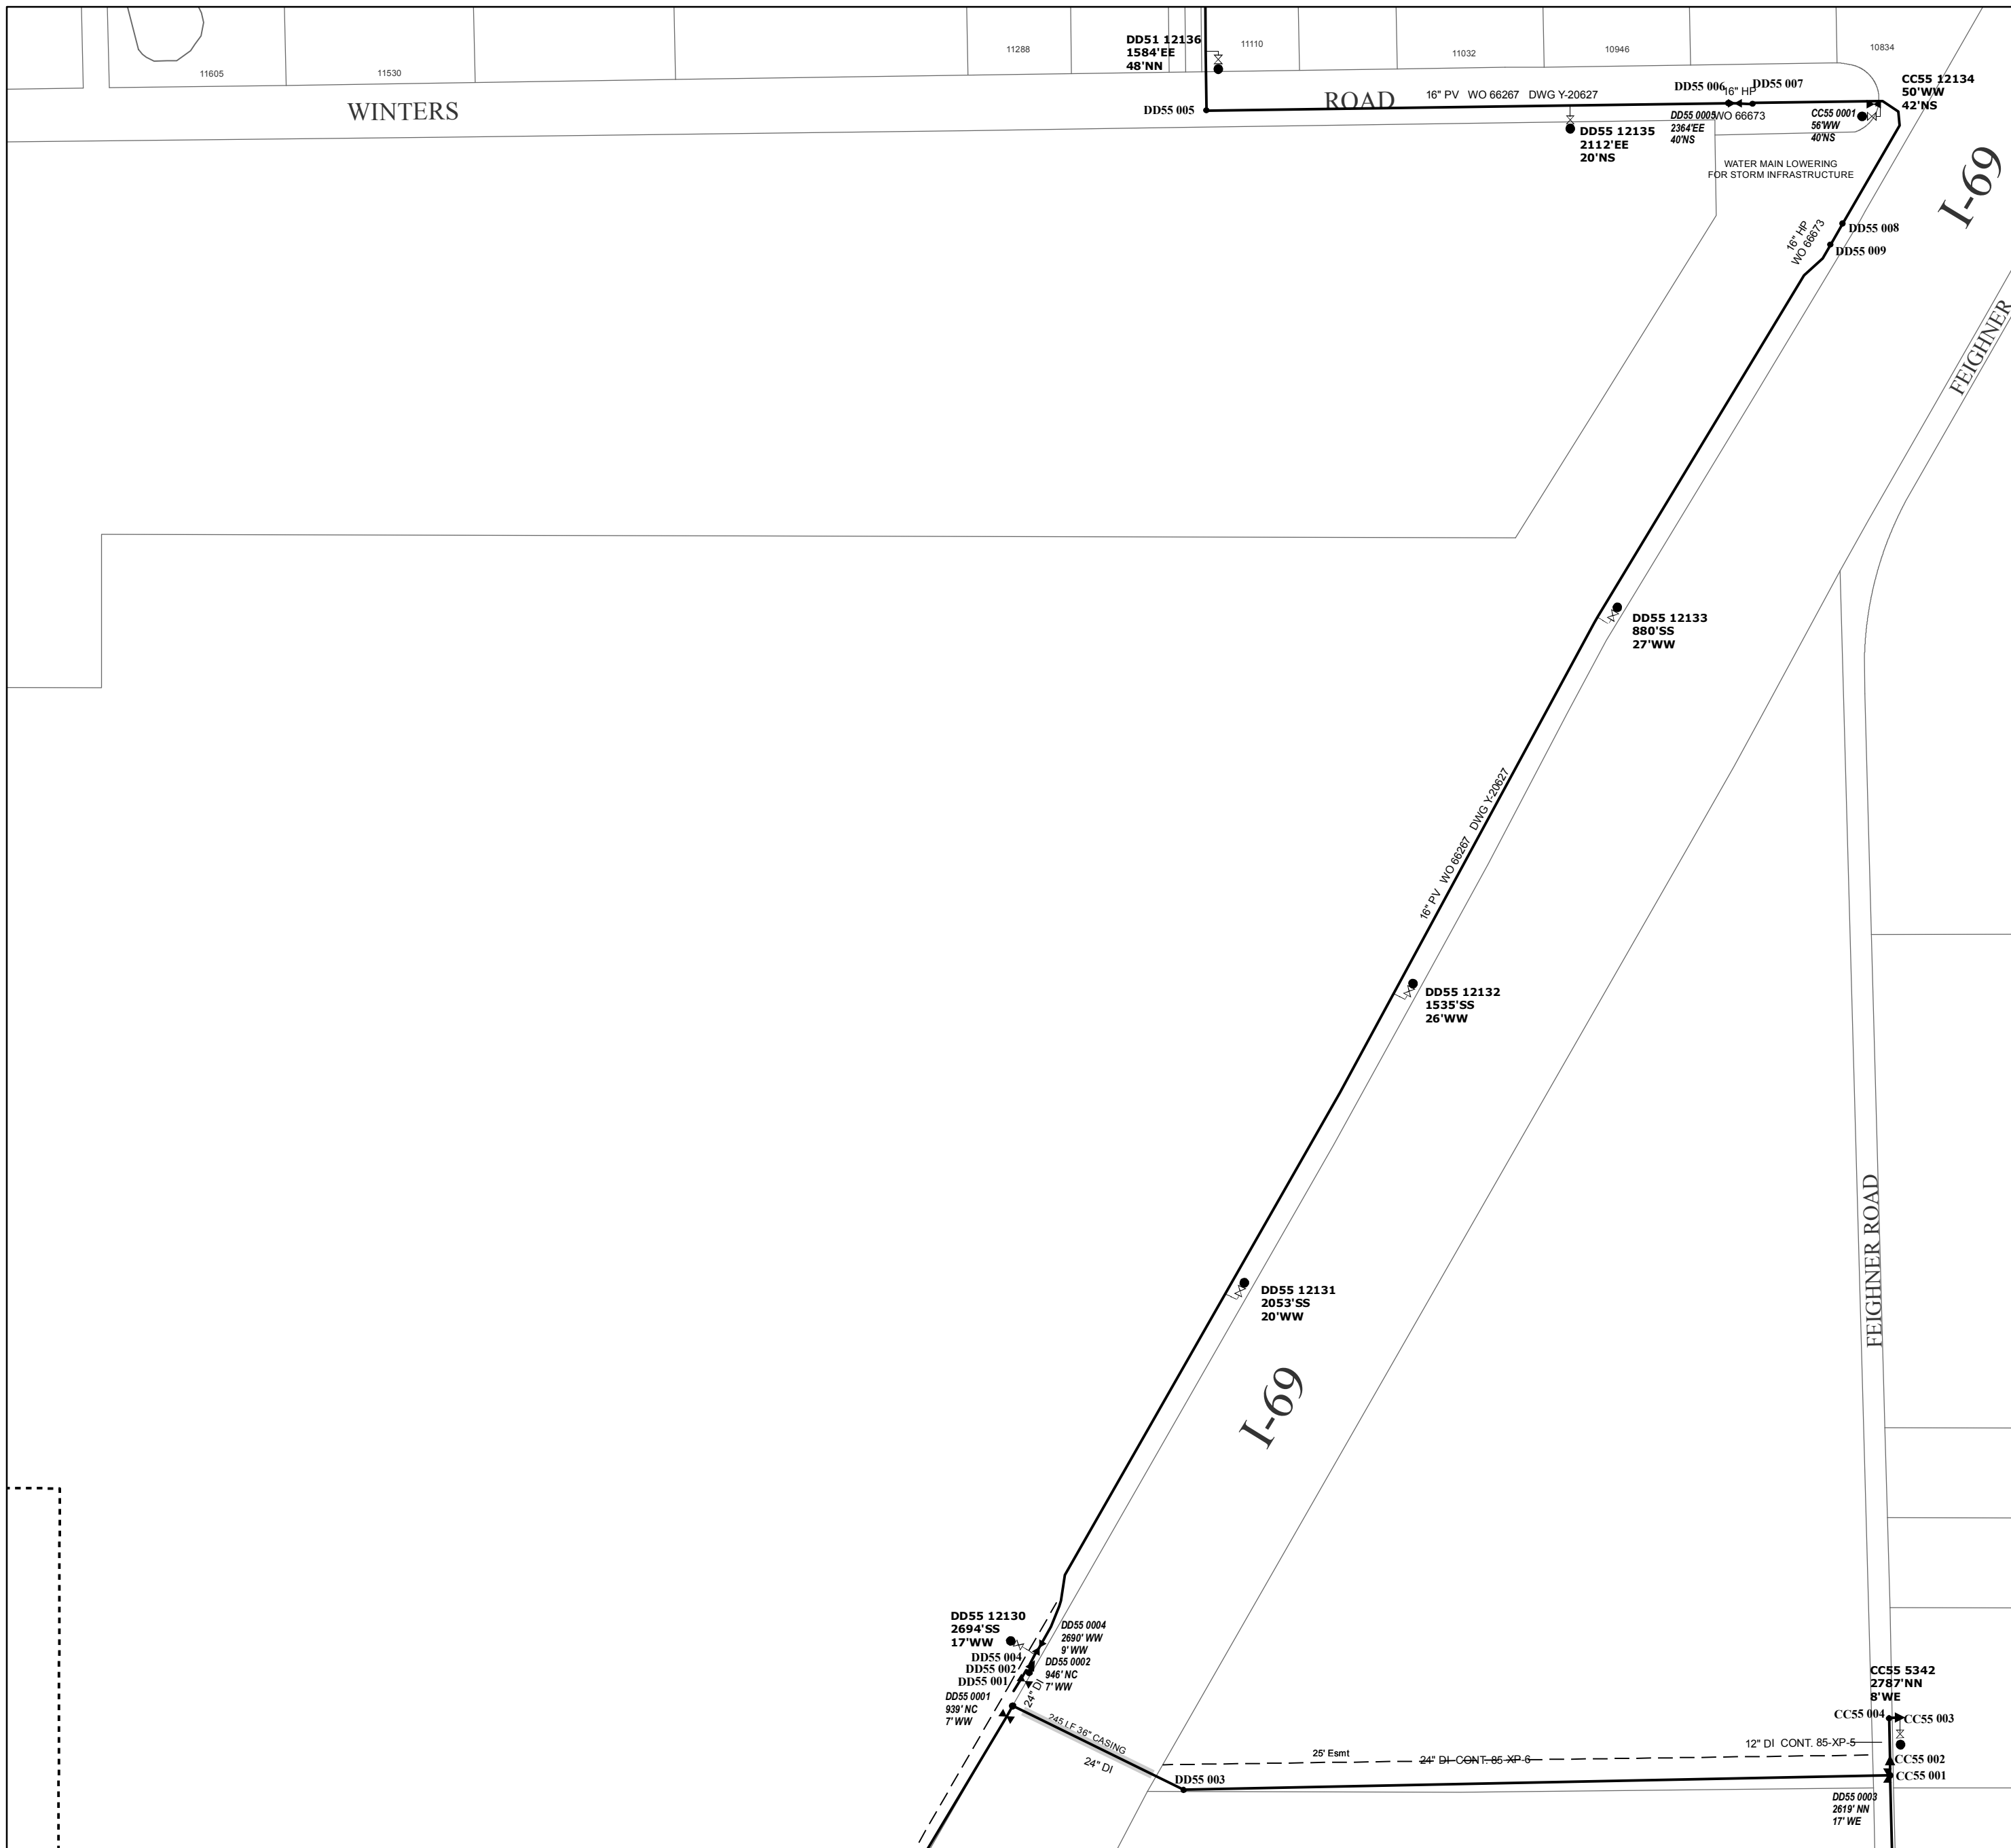 DD51 12136
1584'EE
48'NN
11605
11530
11288
11110
11032
10946
10834
WINTERS
ROAD
DD55 005
16" PV   WO 66267   DWG Y-20627
DD55 006
16" HP
DD55 007
WO 66673
CC55 12134
50'WW
42'NS
DD55 12135
2112'EE
20'NS
DD55 0005
2364'EE
40'NS
CC55 0001
56'WW
40'NS
WATER MAIN LOWERING
FOR STORM INFRASTRUCTURE
I-69
DD55 008
DD55 009
16" HP
WO 66673
FEIGHNER
DD55 12133
880'SS
27'WW
16" PV   WO 66267   DWG Y-20627
DD55 12132
1535'SS
26'WW
FEIGHNER ROAD
DD55 12131
2053'SS
20'WW
I-69
DD55 12130
2694'SS
17'WW
DD55 0004
2690' WW
9' WW
DD55 004
DD55 002
DD55 001
DD55 0002
946' NC
7' WW
DD55 0001
939' NC
7' WW
24" DI
245 LF 36" CASING
24" DI
DD55 003
25' Esmt
24" DI CONT. 85-XP-6
12" DI  CONT. 85-XP-5
CC55 5342
2787'NN
8'WE
CC55 004
CC55 003
CC55 002
CC55 001
DD55 0003
2619' NN
17' WE